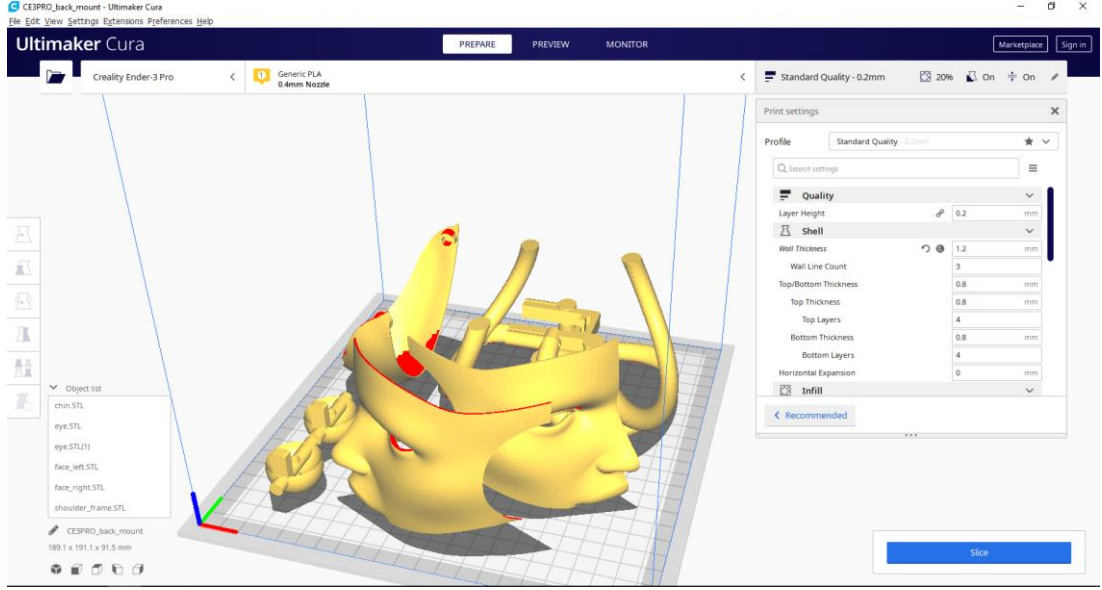 CE3PRO_back_mount - Ultimaker Cura
File Edit View Settings Extensions Preferences Help
Ultimaker Cura PREPARE PREVIEW MONITOR Marketplace Sign in
Creality Ender-3 Pro
1 Generic PLA
0.4mm Nozzle
Standard Quality - 0.2mm 20% On On
Print settings
Profile Standard Quality - 0.2mm
Search settings
Quality
Layer Height 0.2 mm
Shell
Wall Thickness 1.2 mm
Wall Line Count 3
Top/Bottom Thickness 0.8 mm
Top Thickness 0.8 mm
Top Layers 4
Bottom Thickness 0.8 mm
Bottom Layers 4
Horizontal Expansion 0 mm
Infill
Recommended
Object list
chin.STL
eye.STL
eye.STL(1)
face_left.STL
face_right.STL
shoulder_frame.STL
CE3PRO_back_mount
189.1 x 191.1 x 91.5 mm
Slice